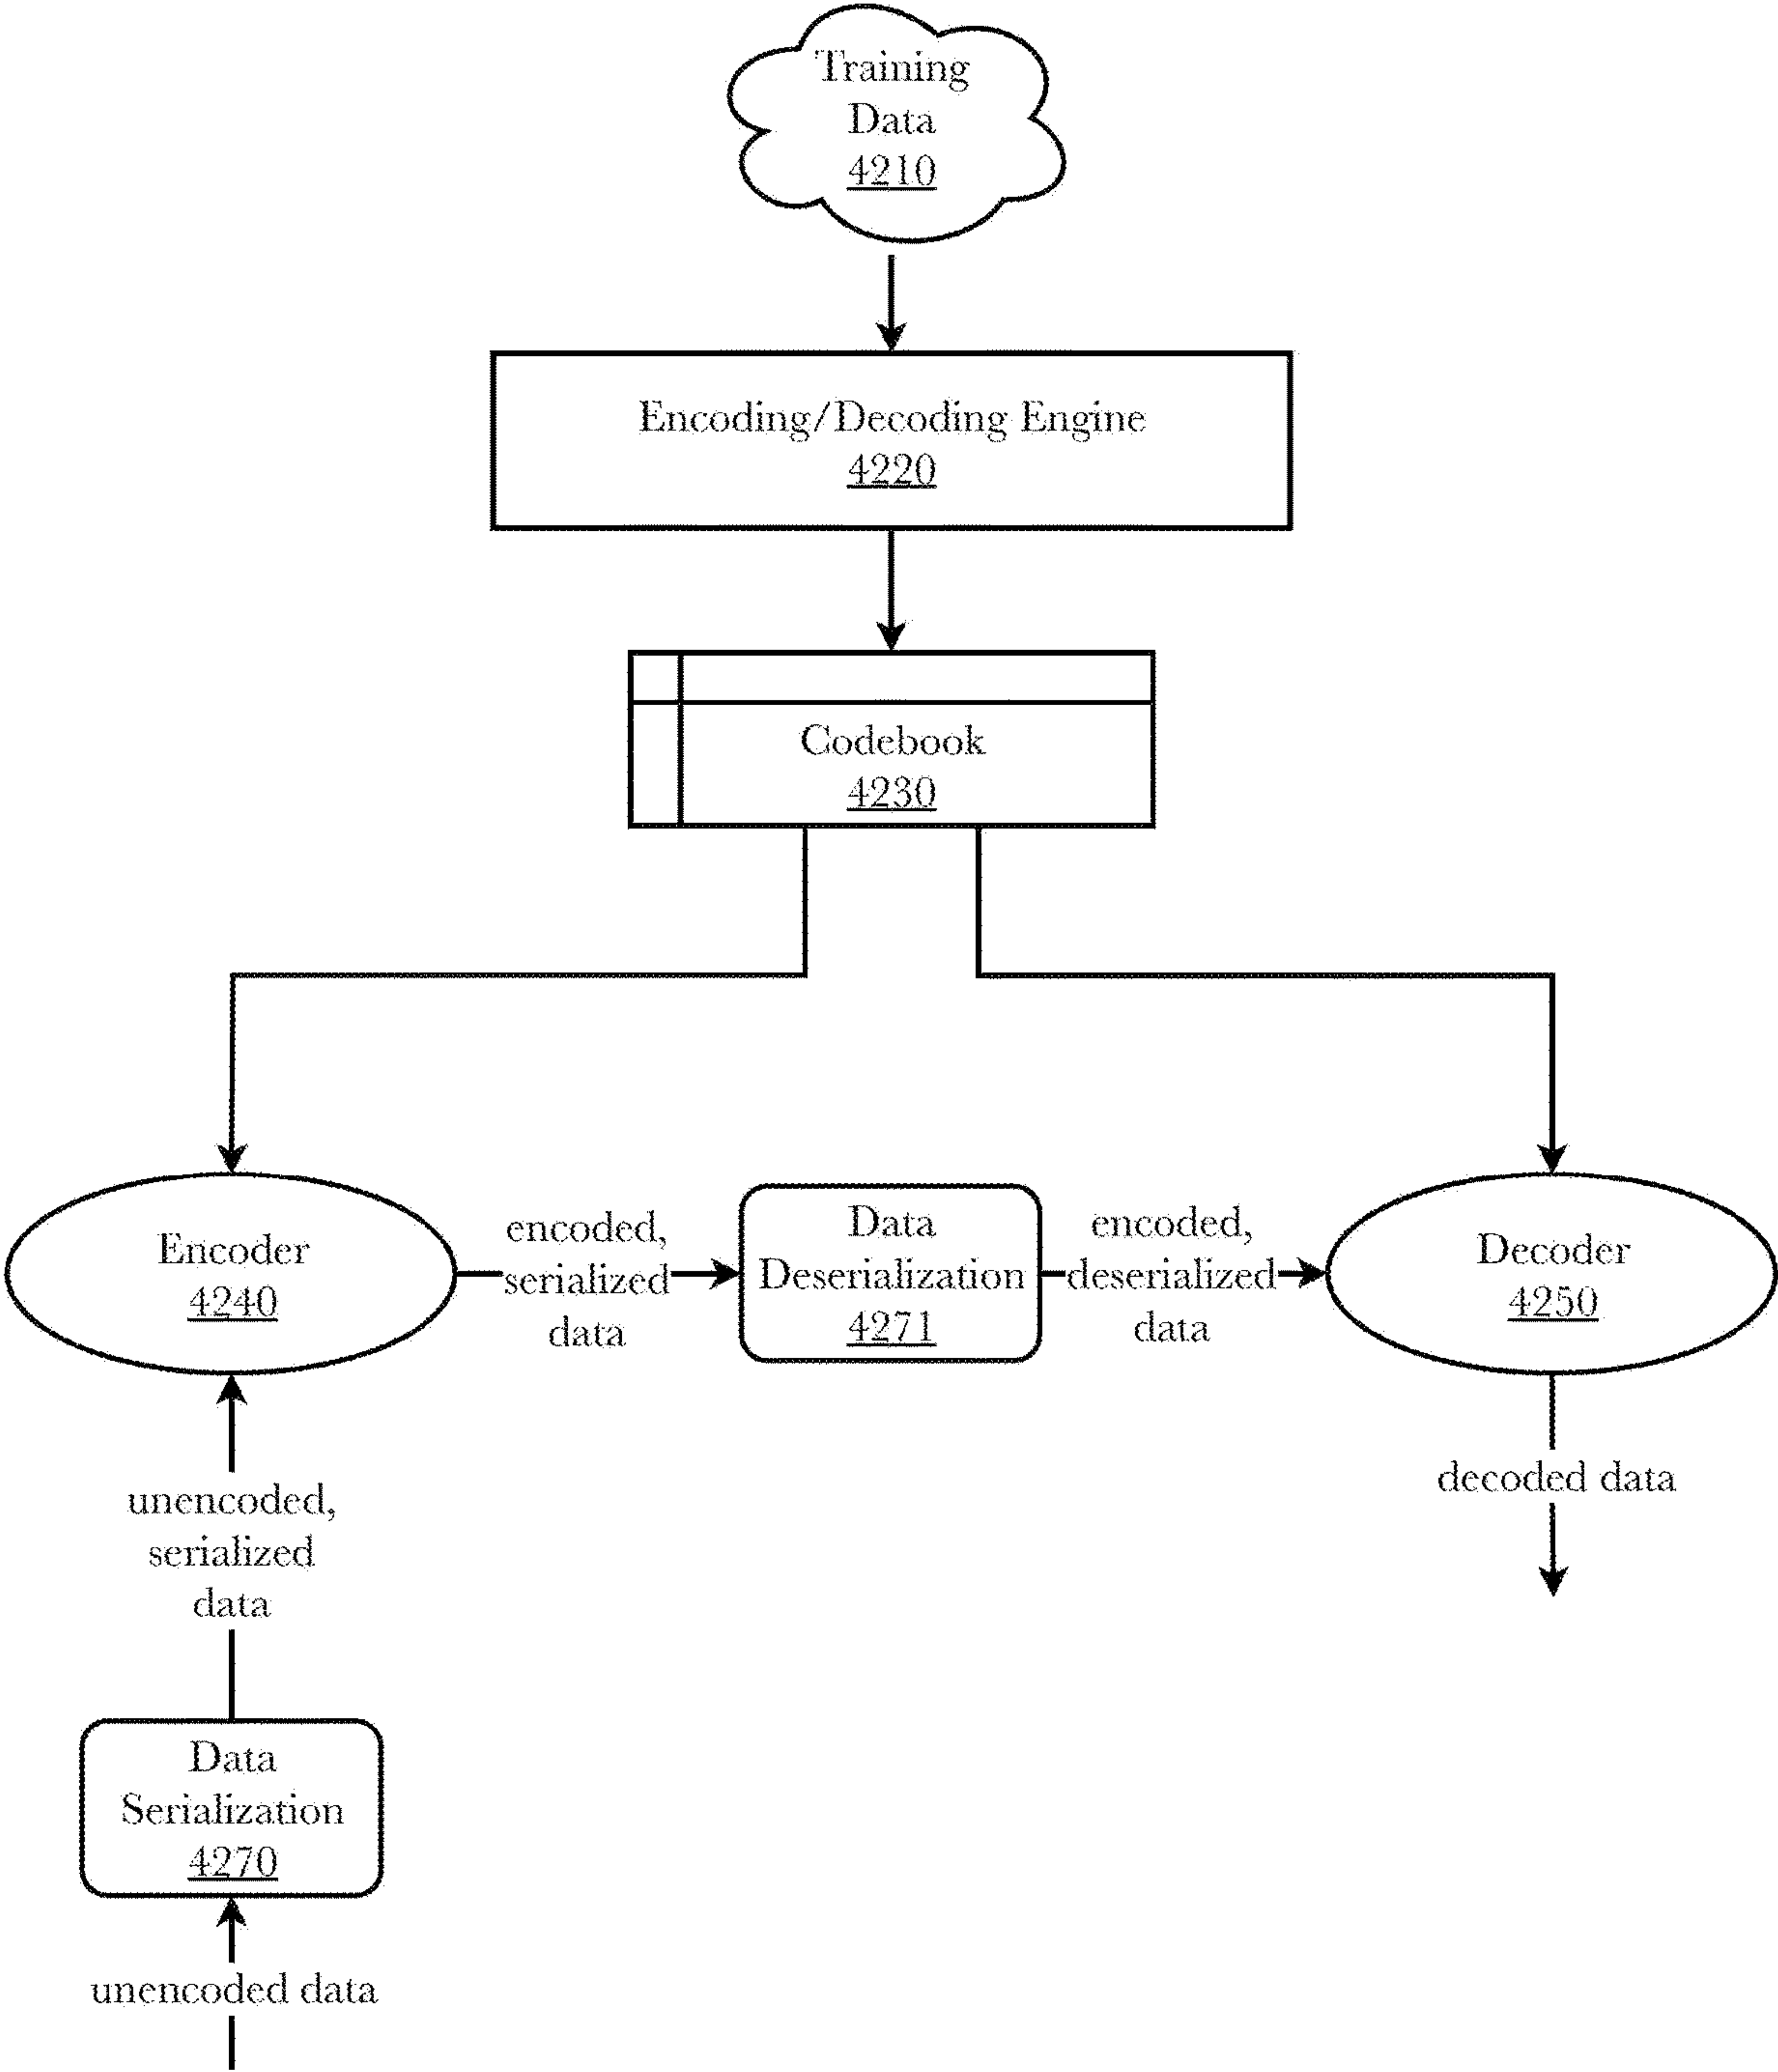 Training
Data
4210
Encoding/Decoding Engine
4220
Codebook
4230
Encoder
4240
encoded,
serialized
data
Data
Deserialization
4271
encoded,
deserialized
data
Decoder
4250
unencoded,
serialized
data
decoded data
Data
Serialization
4270
unencoded data